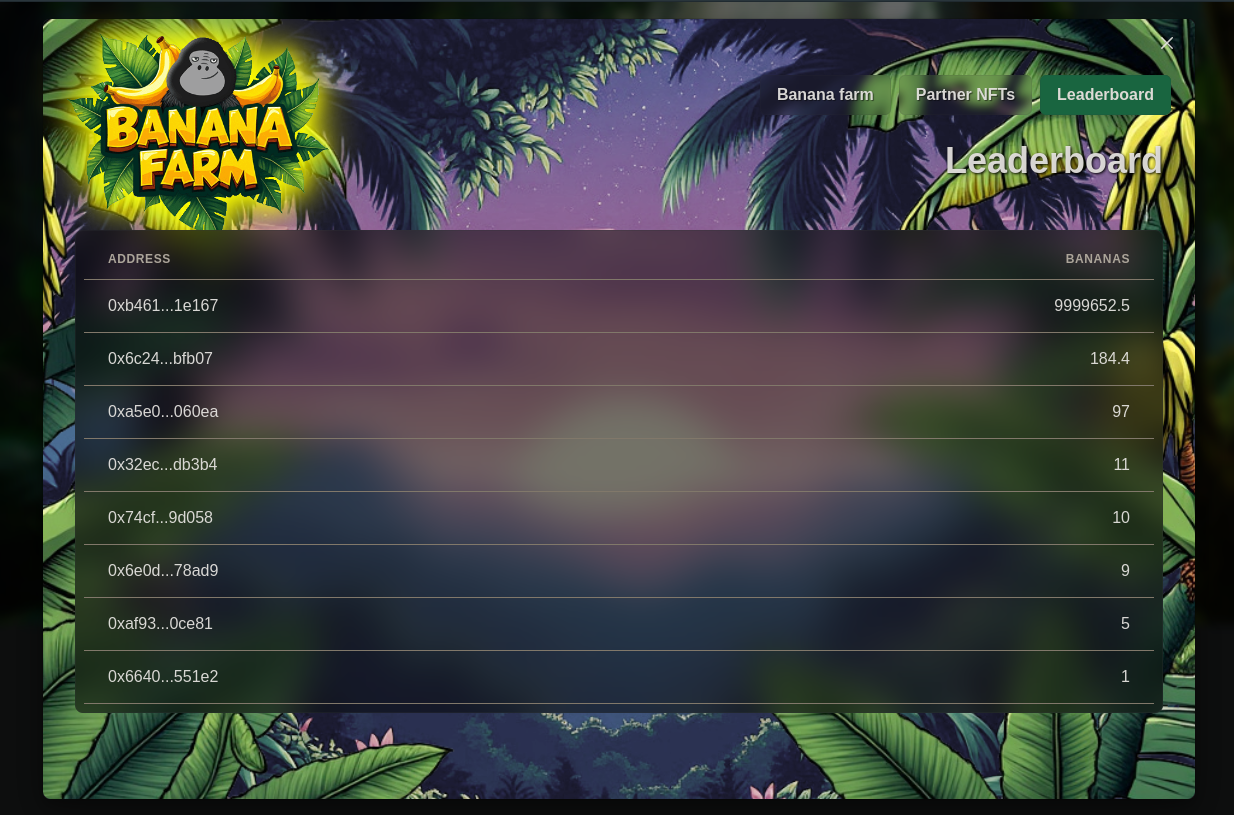 BANANA
FARM
Banana farm Partner NFTs Leaderboard
Leaderboard
ADDRESS BANANAS
0xb461...1e167 9999652.5
0x6c24...bfb07 184.4
0xa5e0...060ea 97
0x32ec...db3b4 11
0x74cf...9d058 10
0x6e0d...78ad9 9
0xaf93...0ce81 5
0x6640...551e2 1